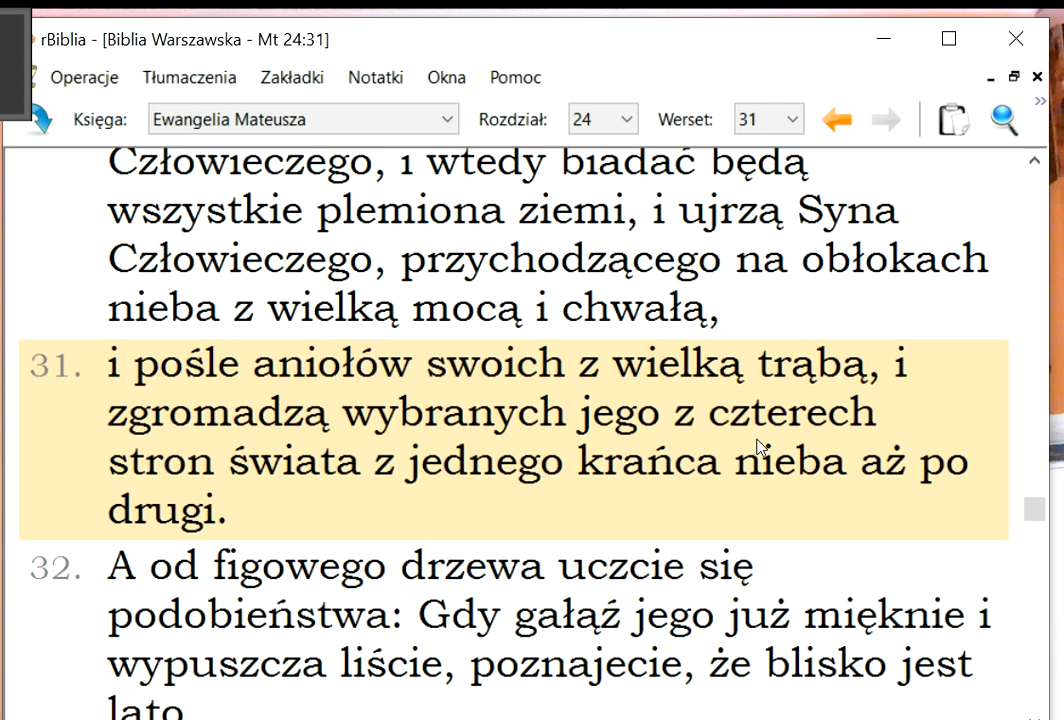 rBiblia - [Biblia Warszawska - Mt 24:31]
Operacje Tłumaczenia Zakładki Notatki Okna Pomoc
Księga: Ewangelia Mateusza Rozdział: 24 Werset: 31
Człowieczego, i wtedy biadać będą
wszystkie plemiona ziemi, i ujrzą Syna
Człowieczego, przychodzącego na obłokach
nieba z wielką mocą i chwałą,
31. i pośle aniołów swoich z wielką trąbą, i
zgromadzą wybranych jego z czterech
stron świata z jednego krańca nieba aż po
drugi.
32. A od figowego drzewa uczcie się
podobieństwa: Gdy gałąź jego już mięknie i
wypuszcza liście, poznajecie, że blisko jest
lato